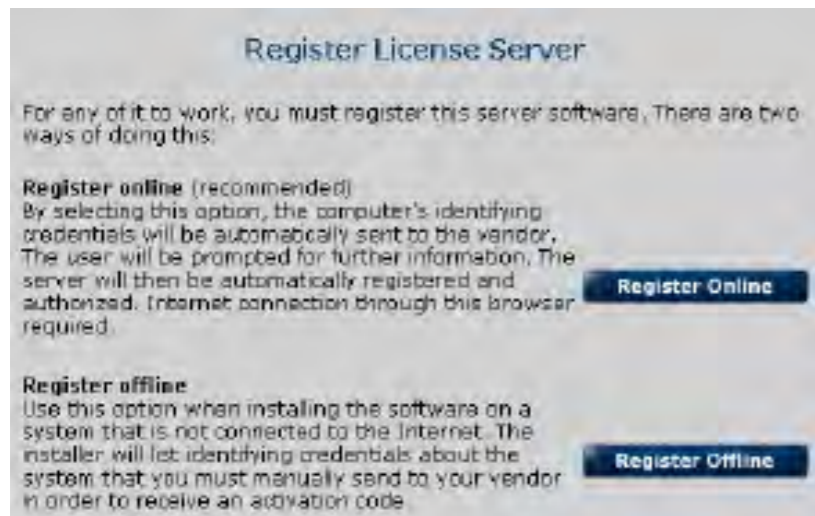 Register License Server
For any of it to work, you must register this server software. There are two
ways of doing this:
Register online (recommended)
By selecting this option, the computer's identifying
credentials will be automatically sent to the vendor.
The user will be prompted for further information. The
server will then be automatically registered and
authorized. Internet connection through this browser
required.
Register Online
Register offline
Use this option when installing the software on a
system that is not connected to the Internet. The
installer will list identifying credentials about the
system that you must manually send to your vendor
in order to receive an activation code
Register Offline